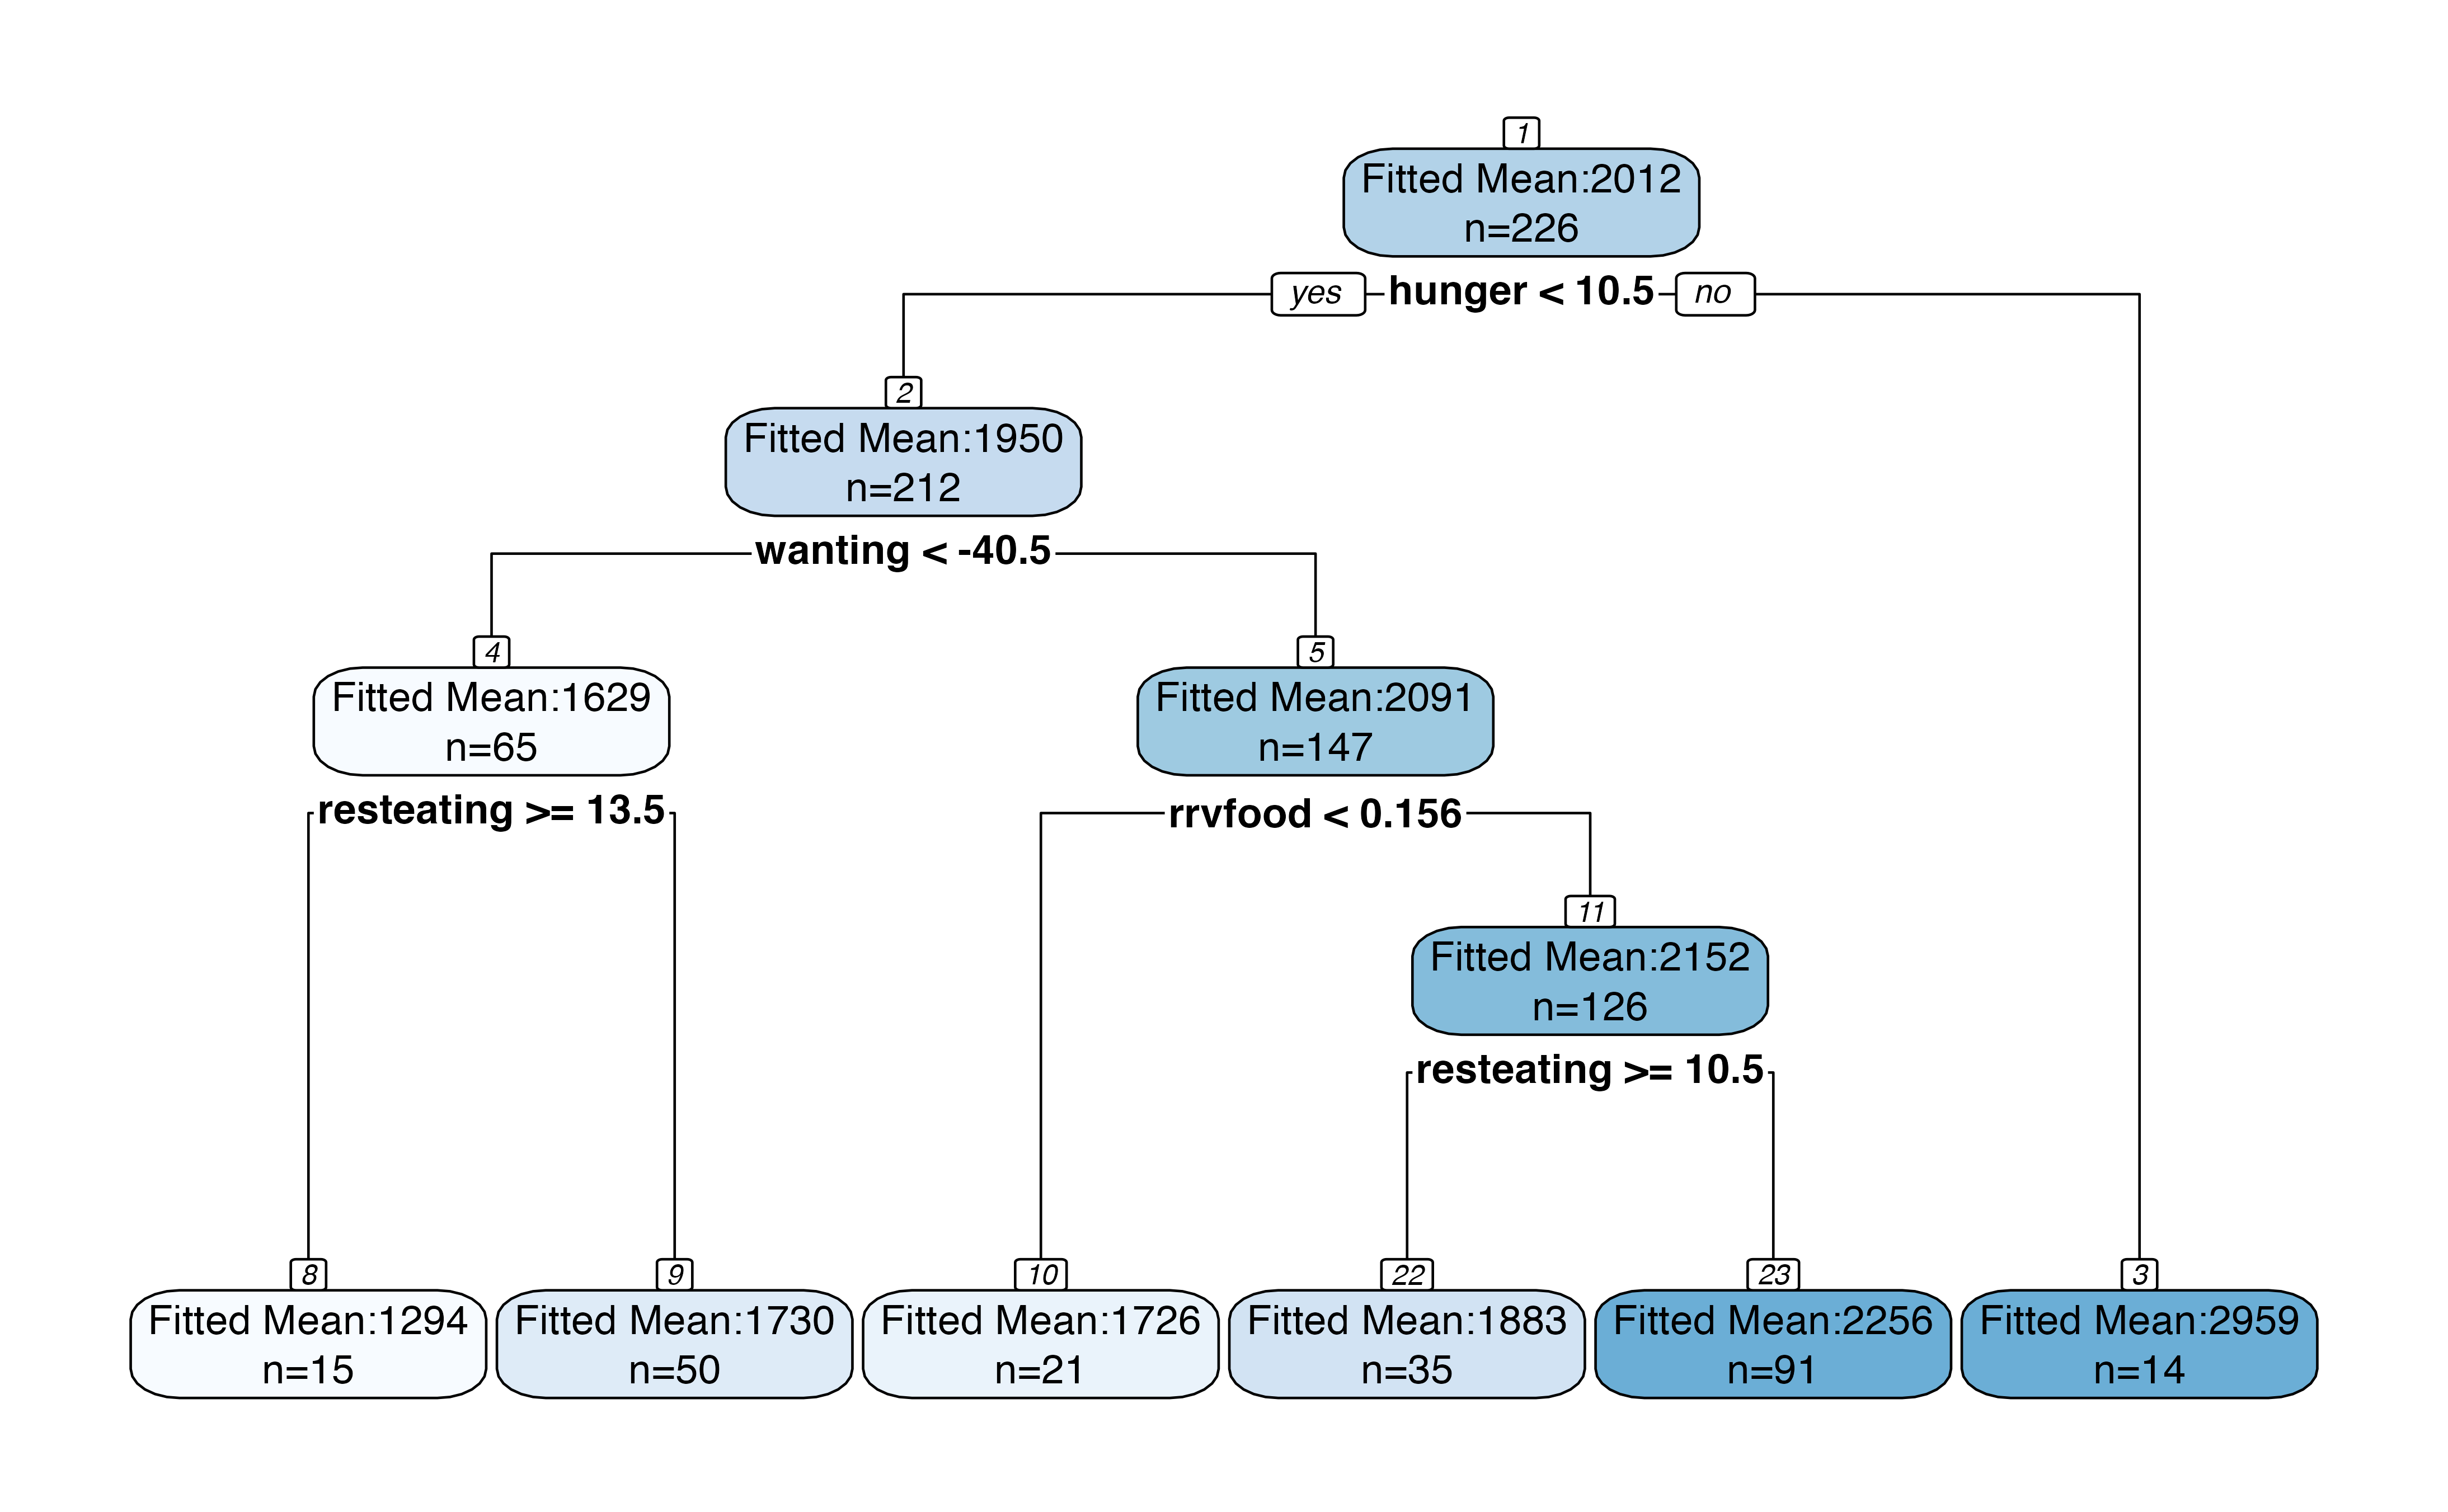 1
Fitted Mean:2012
n=226
yes hunger < 10.5 no
2
Fitted Mean:1950
n=212
wanting < -40.5
4
Fitted Mean:1629
n=65
resteating >= 13.5
5
Fitted Mean:2091
n=147
rrvfood < 0.156
11
Fitted Mean:2152
n=126
resteating >= 10.5
8
Fitted Mean:1294
n=15
9
Fitted Mean:1730
n=50
10
Fitted Mean:1726
n=21
22
Fitted Mean:1883
n=35
23
Fitted Mean:2256
n=91
3
Fitted Mean:2959
n=14